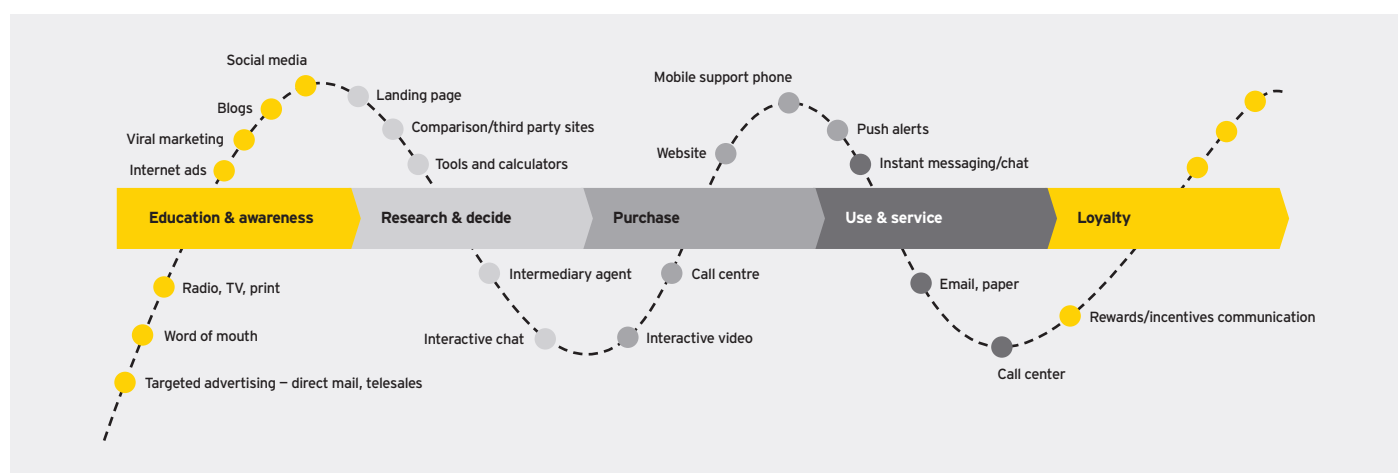 Social media
Blogs
Viral marketing
Internet ads
Landing page
Comparison/third party sites
Tools and calculators
Mobile support phone
Website
Push alerts
Instant messaging/chat
Education & awareness
Research & decide
Purchase
Use & service
Loyalty
Radio, TV, print
Word of mouth
Targeted advertising – direct mail, telesales
Intermediary agent
Interactive chat
Call centre
Interactive video
Email, paper
Call center
Rewards/incentives communication